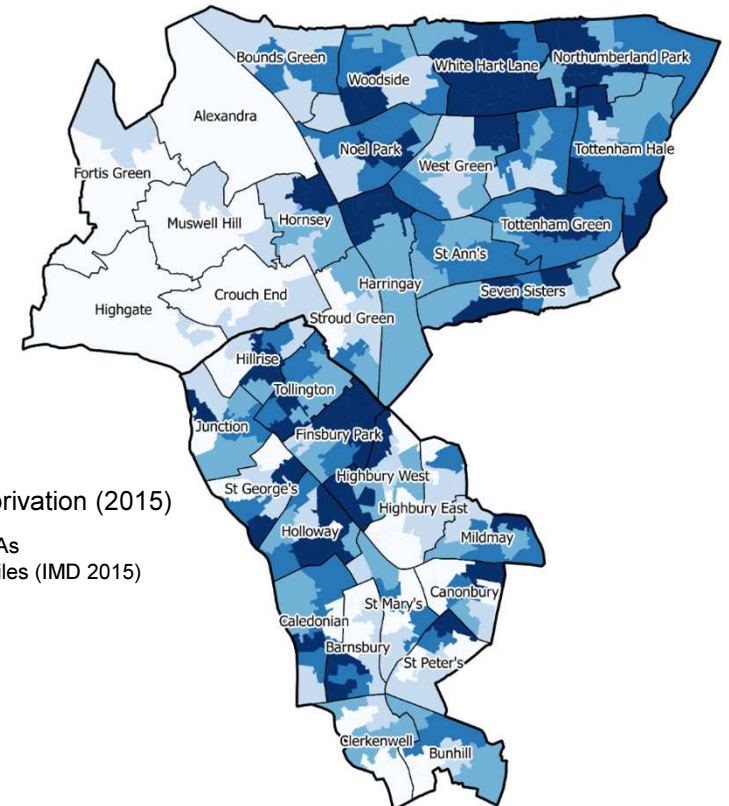 Bounds Green
Woodside
White Hart Lane
Northumberland Park
Alexandra
Noel Park
West Green
Tottenham Hale
Fortis Green
Muswell Hill
Hornsey
Tottenham Green
St Ann's
Harringay
Seven Sisters
Crouch End
Highgate
Stroud Green
Hillrise
Tollington
Junction
Finsbury Park
Highbury West
St George's
privation (2015)
Highbury East
As
Holloway
Mildmay
iles (IMD 2015)
Canonbury
St Mary's
Caledonian
Barnsbury
St Peter's
Clerkenwell
Bunhill